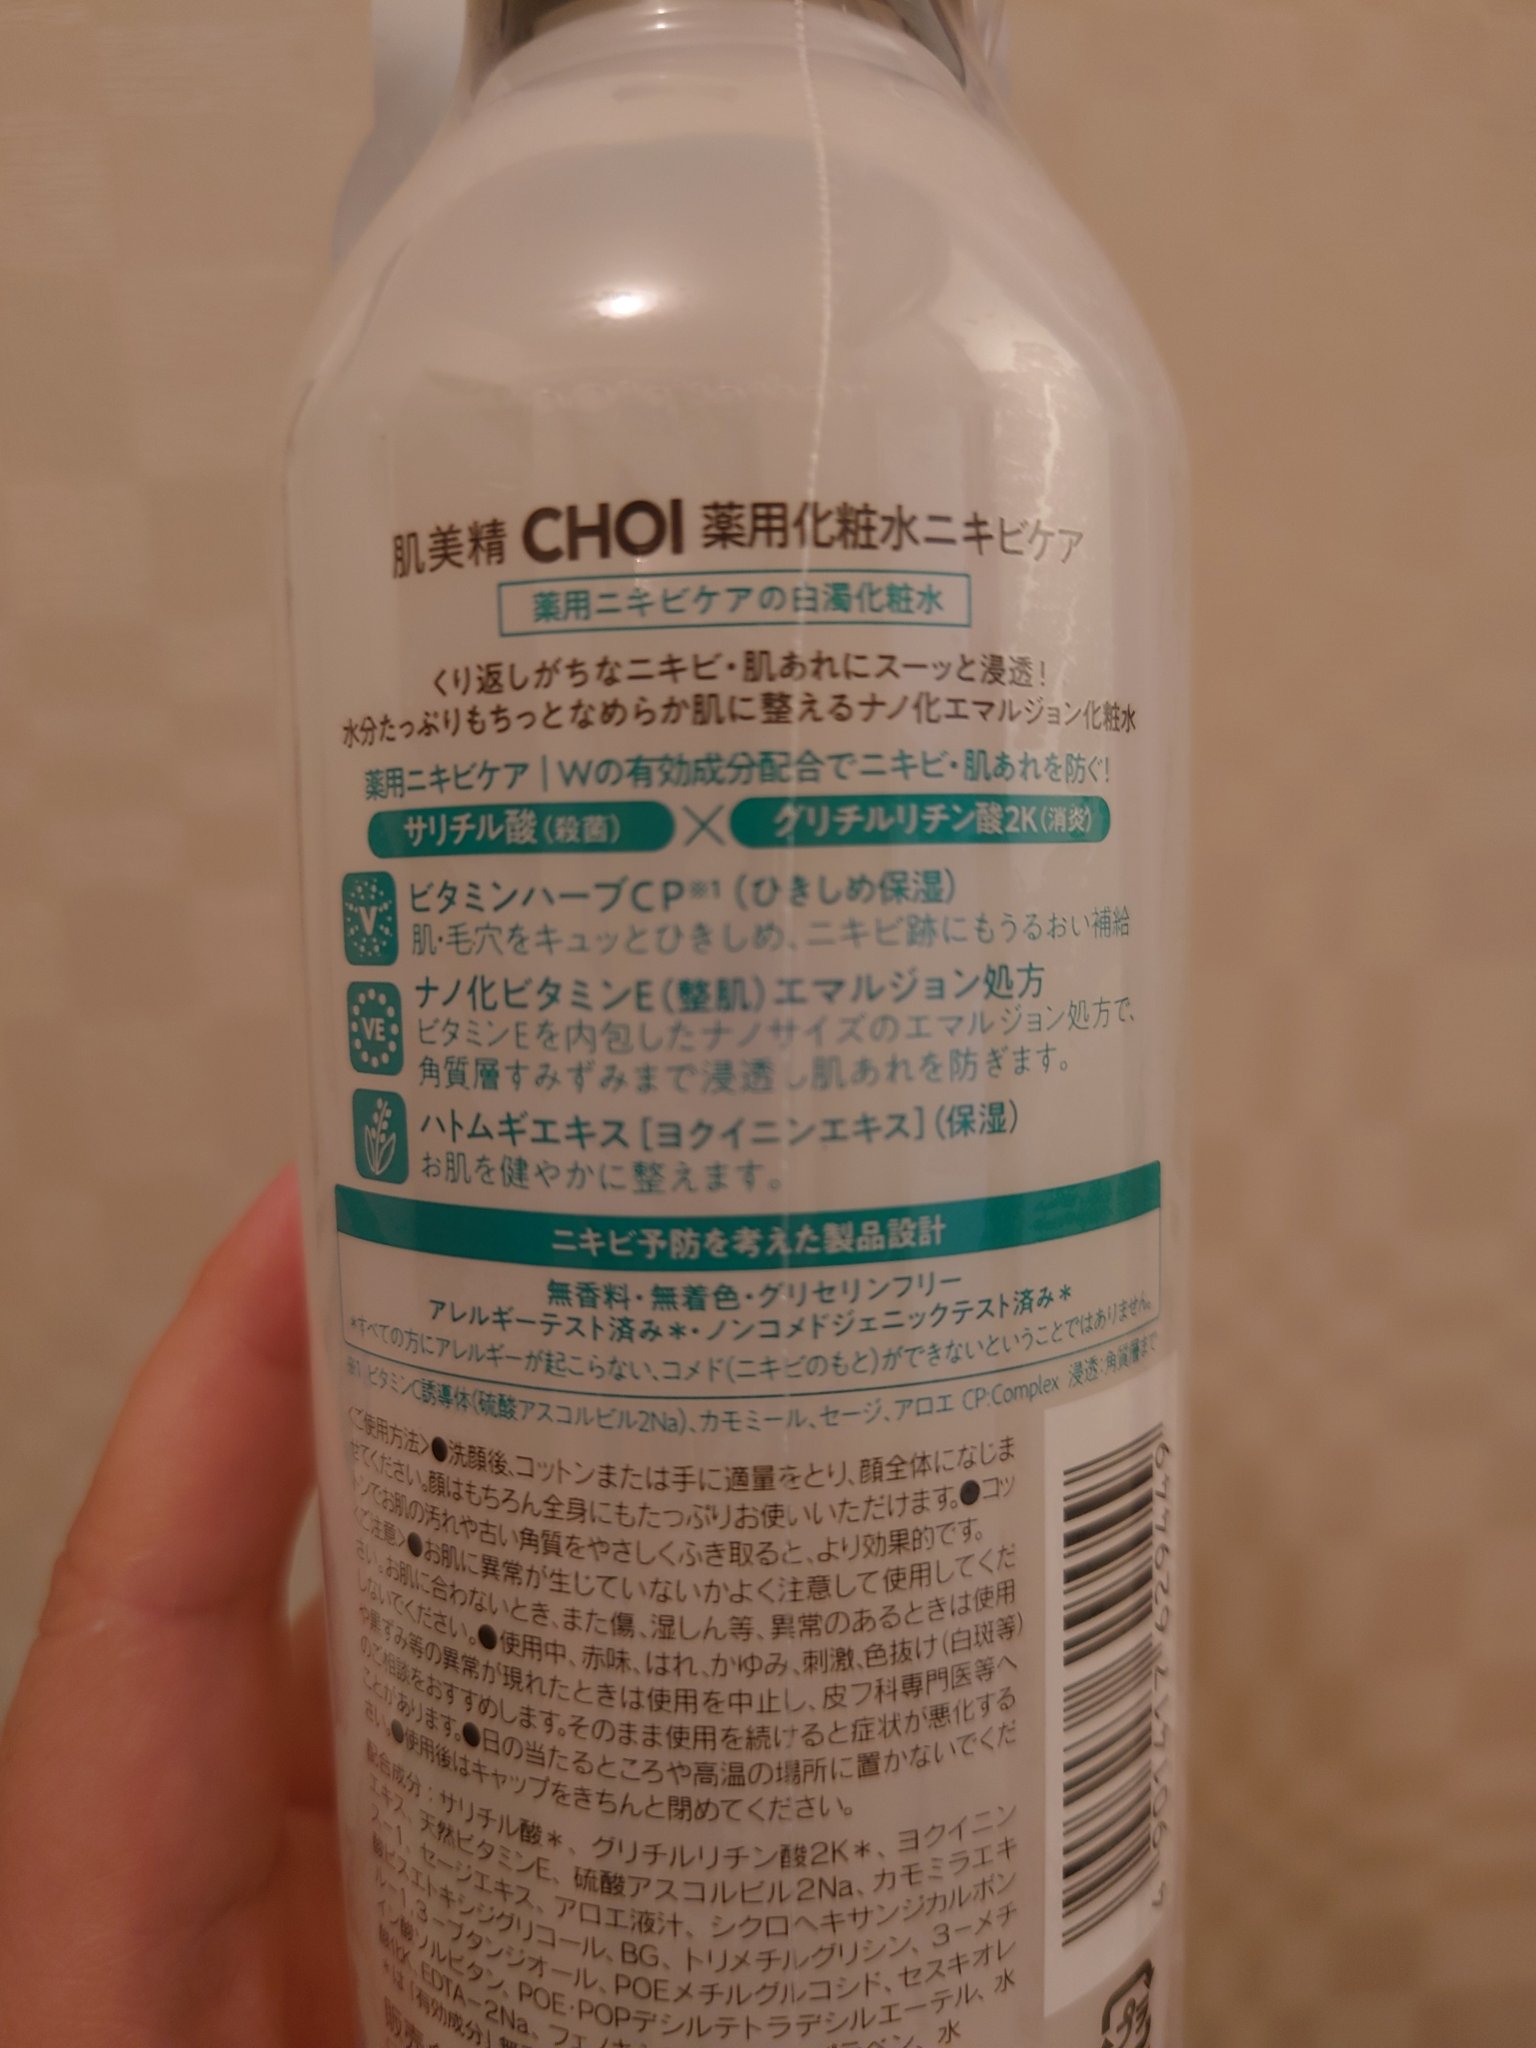 肌美精 CHOI 薬用化粧水ニキビケア
薬用ニキビケアの白濁化粧水
くり返しがちなニキビ・肌あれにスーッと浸透!
水分たっぷりもちっとなめらか肌に整えるナノ化エマルジョン化粧水
薬用ニキビケア|Wの有効成分配合でニキビ・肌あれを防ぐ!
サリチル酸(殺菌)×グリチルリチン酸2K(消炎)
V ビタミンハーブCP※1(ひきしめ保湿)
肌・毛穴をキュッとひきしめ、ニキビ跡にもうるおい補給
VE ナノ化ビタミンE(整肌)エマルジョン処方
ビタミンEを内包したナノサイズのエマルジョン処方で、
角質層すみずみまで浸透し肌あれを防ぎます。
ハトムギエキス[ヨクイニンエキス](保湿)
お肌を健やかに整えます。
ニキビ予防を考えた製品設計
無香料・無着色・グリセリンフリー
アレルギーテスト済み*・ノンコメドジェニックテスト済み*
*すべての方にアレルギーが起こらない、コメド(ニキビのもと)ができないということではありません。
※1 ビタミンC誘導体(硫酸アスコルビル2Na)、カモミール、セージ、アロエ CP:Complex 浸透:角質層まで
〈ご使用方法〉●洗顔後、コットンまたは手に適量をとり、顔全体になじま
せてください。顔はもちろん全身にもたっぷりお使いいただけます。●コッ
トンでお肌の汚れや古い角質をやさしくふき取ると、より効果的です。
〈ご注意〉●お肌に異常が生じていないかよく注意して使用してくだ
さい。お肌に合わないとき、また傷、湿しん等、異常のあるときは使用
しないでください。●使用中、赤味、はれ、かゆみ、刺激、色抜け(白斑等)
や黒ずみ等の異常が現れたときは使用を中止し、皮フ科専門医等へ
のご相談をおすすめします。そのまま使用を続けると症状が悪化する
ことがあります。●日の当たるところや高温の場所に置かないでくだ
さい。●使用後はキャップをきちんと閉めてください。
配合成分:サリチル酸*、グリチルリチン酸2K*、ヨクイニン
エキス、天然ビタミンE、硫酸アスコルビル2Na、カモミラエキ
ス-1、セージエキス、アロエ液汁、シクロヘキサンジカルボン
酸ビスエトキシジグリコール、BG、トリメチルグリシン、3-メチ
ル-1,3-ブタンジオール、POEメチルグルコシド、セスキオレ
イン酸ソルビタン、POE・POPデシルテトラデシルエーテル、水
酸化K、EDTA-2Na、フェノキ
*は「有効成分」